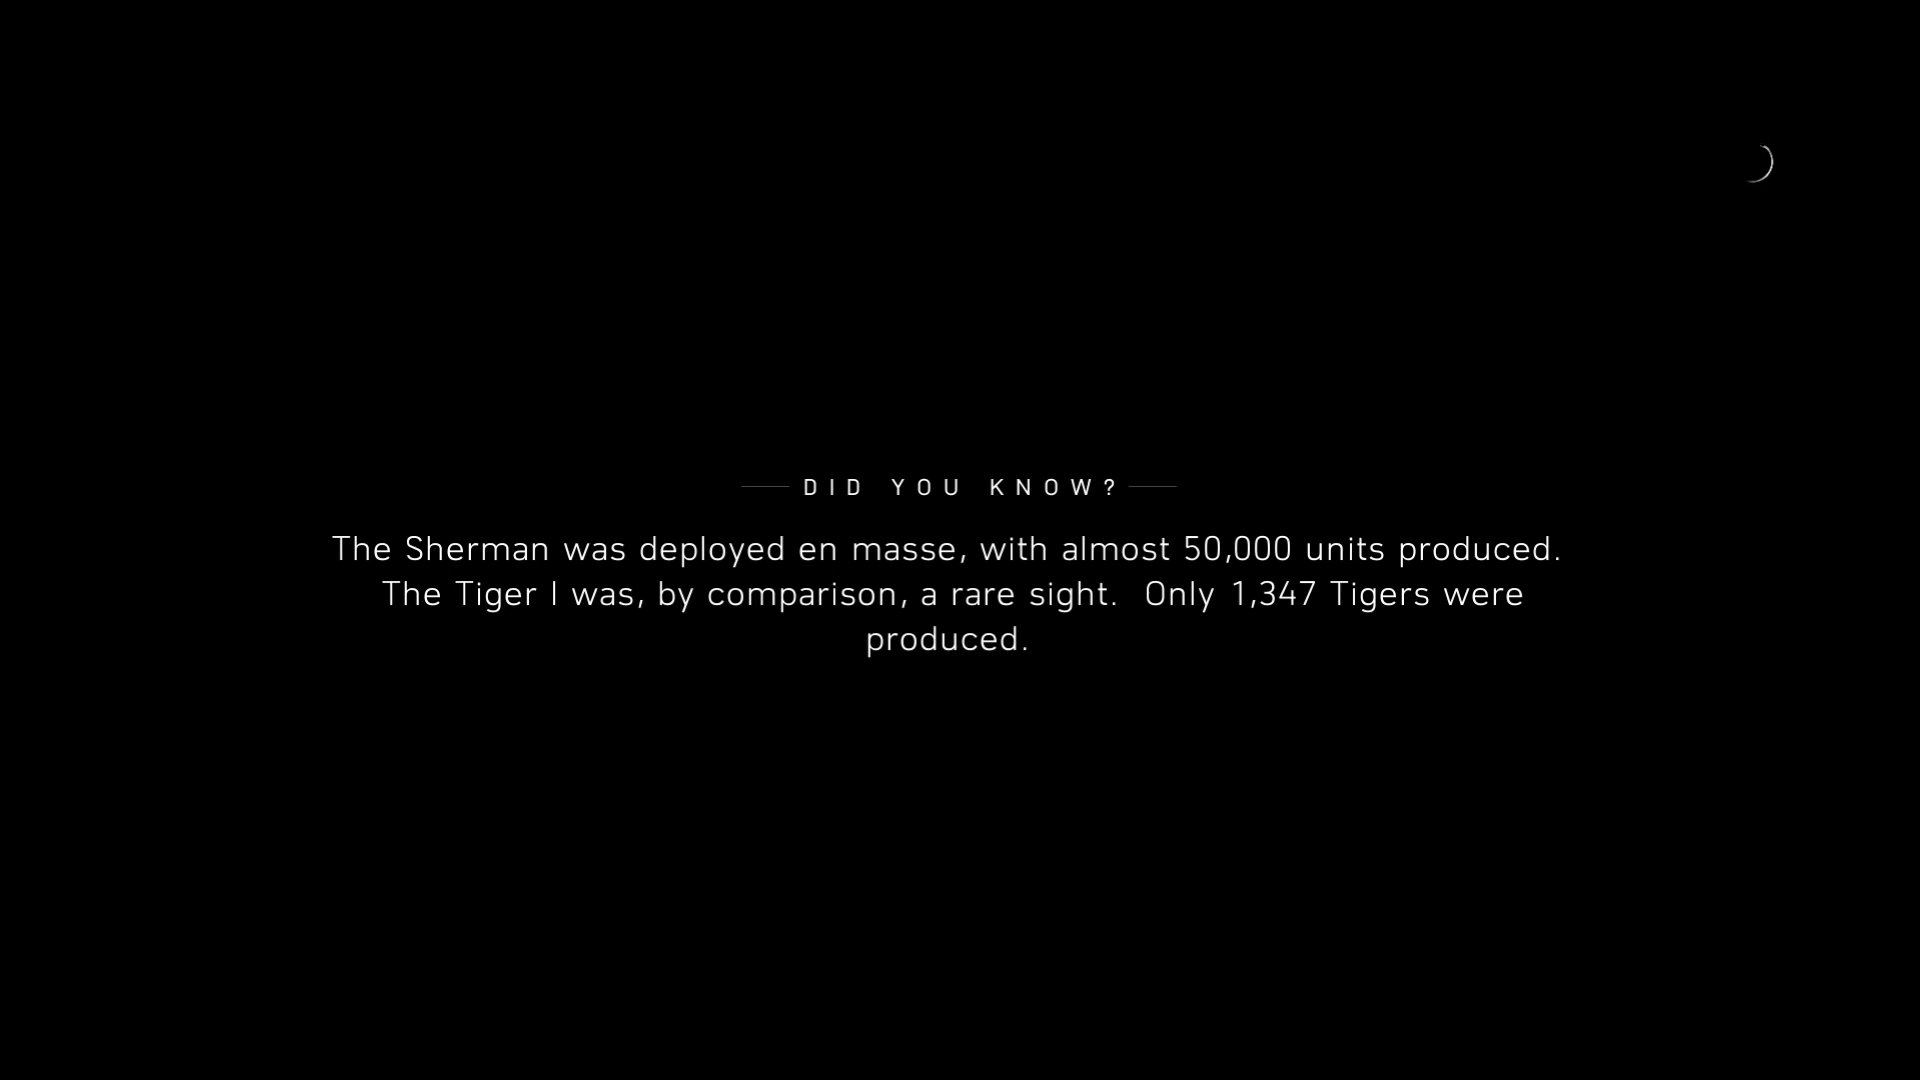 DID YOU KNOW?
The Sherman was deployed en masse, with almost 50,000 units produced.
The Tiger I was, by comparison, a rare sight.  Only 1,347 Tigers were
produced.